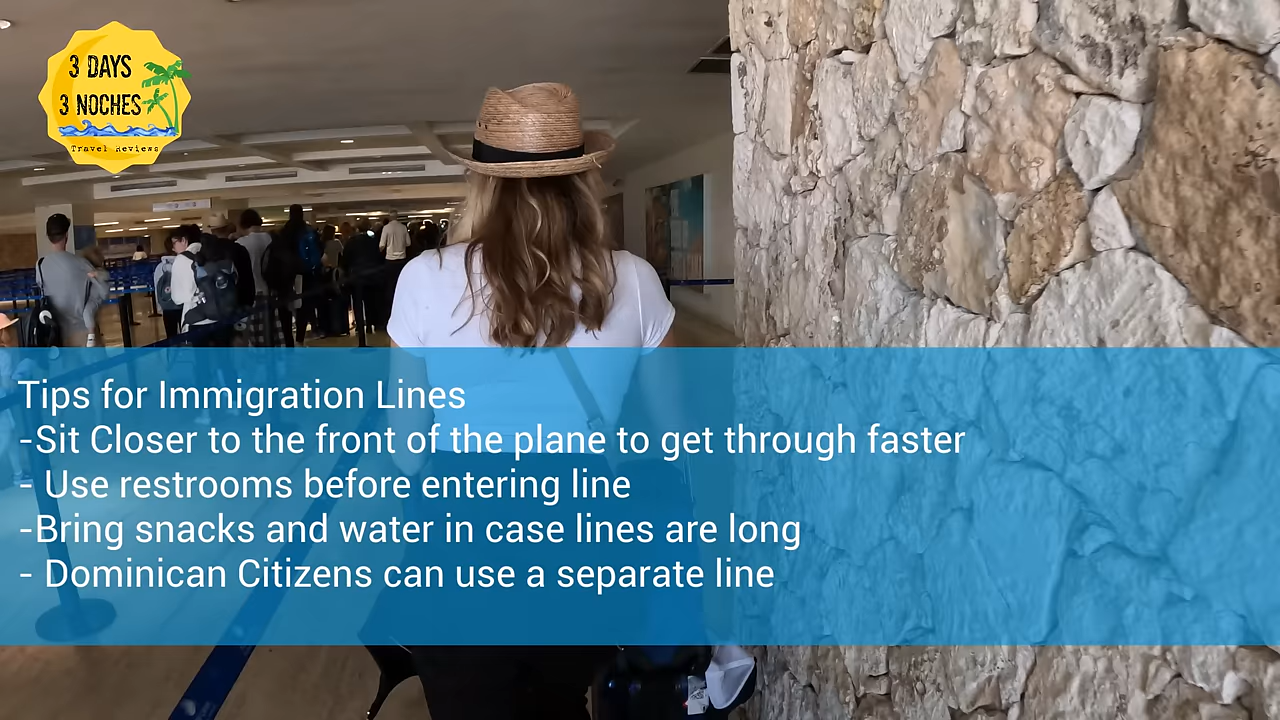 3 DAYS
3 NOCHES
Travel Reviews
Tips for Immigration Lines
-Sit Closer to the front of the plane to get through faster
- Use restrooms before entering line
-Bring snacks and water in case lines are long
- Dominican Citizens can use a separate line